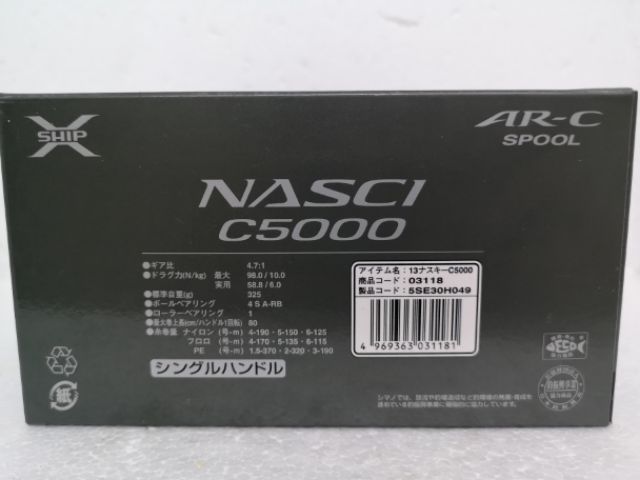 X
SHIP
AR-C
SPOOL
NASCI
C5000
●ギア比 4.7:1
●ドラグ力(N/kg) 最大 98.0/10.0
実用 58.8/6.0
●標準自重(g) 325
●ボールベアリング 4 S A-RB
●ローラーベアリング 1
●最大巻上長(cm/ハンドル1回転) 80
●糸巻量 ナイロン (号-m) 4-190・5-150・6-125
フロロ (号-m) 4-170・5-135・6-115
PE (号-m) 1.5-370・2-320・3-190
シングルハンドル
アイテム名:13ナスキーC5000
商品コード:03118
製品コード:5SE30H049
4 969363 031181
紙
シマノでは、